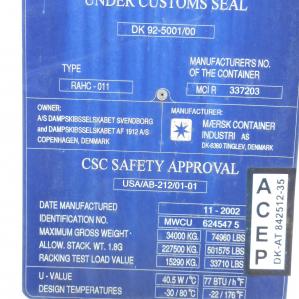 UNDER CUSTOMS SEAL
DK 92-5001/00
TYPE
RAHC - 011
MANUFACTURER'S NO.
OF THE CONTAINER
MCI R 337203
OWNER:
A/S DAMPSKIBSSELSKABET SVENDBORG
and DAMPSKIBSSELSKABET AF 1912 A/S
COPENHAGEN, DENMARK
MANUFACTURER:
MÆRSK CONTAINER
INDUSTRI AS
DK-6360 TINGLEV, DENMARK
CSC SAFETY APPROVAL
USA/AB-212/01-01
DATE MANUFACTURED 11 - 2002
IDENTIFICATION NO. MWCU 624547 5
MAXIMUM GROSS WEIGHT 34000 KG. 74960 LBS
ALLOW. STACK WT. 1.8G 227500 KG. 501575 LBS
RACKING TEST LOAD VALUE 15290 KG. 33710 LBS
U - VALUE 40.5 W/°C 77 BTU/h °F
DESIGN TEMPERATURES -30 / 80 °C -22 / 176 °F
ACEP
DK-AT 842512-35